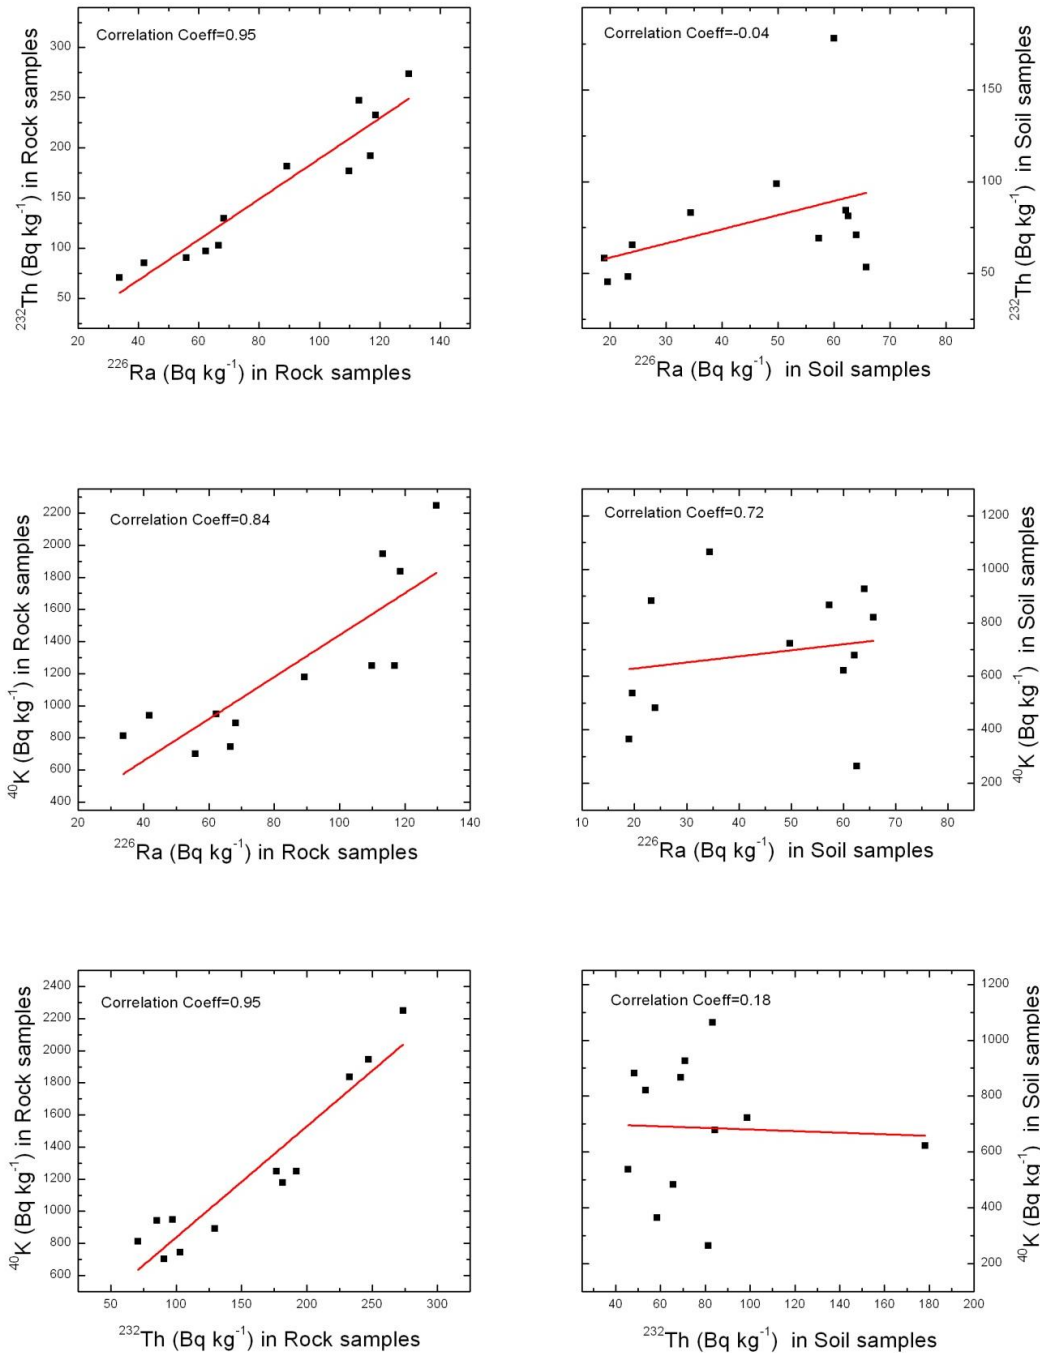 Correlation Coeff=0.95
300
250
200
150
100
50
20 40 60 80 100 120 140
²³²Th (Bq kg⁻¹) in Rock samples
²²⁶Ra (Bq kg⁻¹) in Rock samples
Correlation Coeff=-0.04
150
100
50
20 30 40 50 60 70 80
²³²Th (Bq kg⁻¹) in Soil samples
²²⁶Ra (Bq kg⁻¹) in Soil samples
Correlation Coeff=0.84
2200
2000
1800
1600
1400
1200
1000
800
600
400
20 40 60 80 100 120 140
⁴⁰K (Bq kg⁻¹) in Rock samples
²²⁶Ra (Bq kg⁻¹) in Rock samples
Correlation Coeff=0.72
1200
1000
800
600
400
200
10 20 30 40 50 60 70 80
⁴⁰K (Bq kg⁻¹) in Soil samples
²²⁶Ra (Bq kg⁻¹) in Soil samples
Correlation Coeff=0.95
2400
2200
2000
1800
1600
1400
1200
1000
800
600
50 100 150 200 250 300
⁴⁰K (Bq kg⁻¹) in Rock samples
²³²Th (Bq kg⁻¹) in Rock samples
Correlation Coeff=0.18
1200
1000
800
600
400
200
40 60 80 100 120 140 160 180 200
⁴⁰K (Bq kg⁻¹) in Soil samples
²³²Th (Bq kg⁻¹) in Soil samples